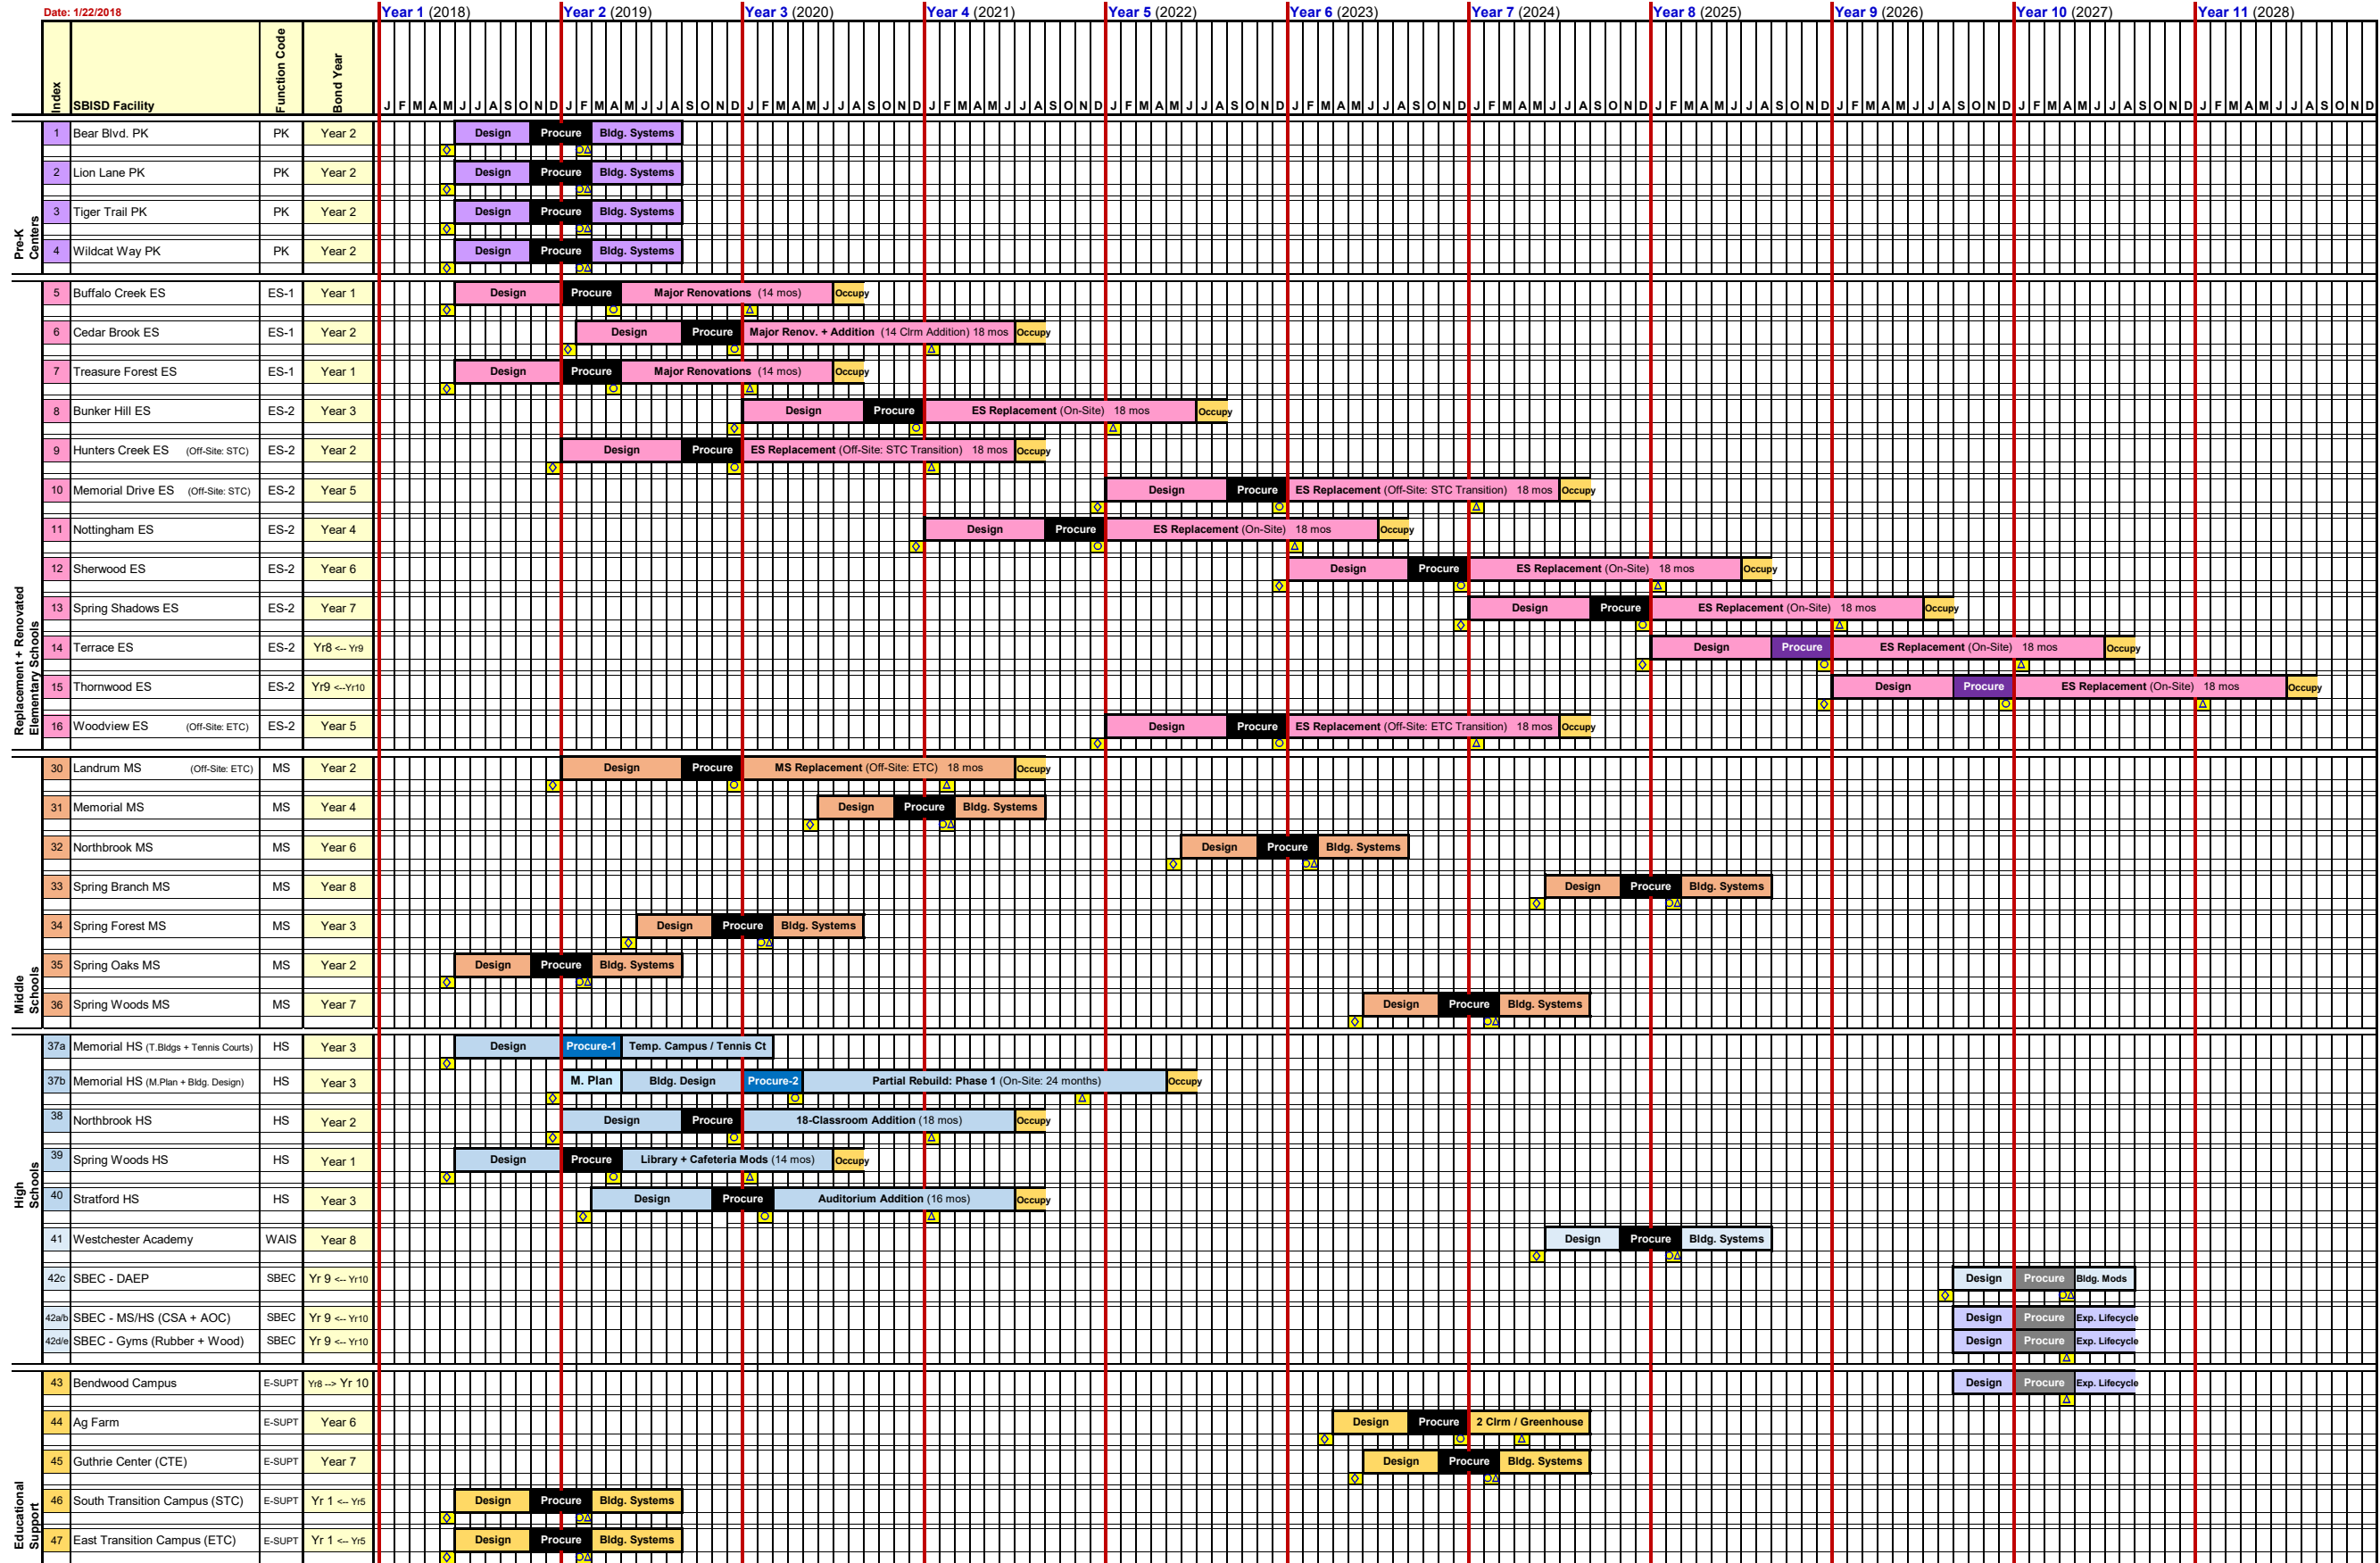 Date: 1/22/2018
Year 1 (2018) Year 2 (2019) Year 3 (2020) Year 4 (2021) Year 5 (2022) Year 6 (2023) Year 7 (2024) Year 8 (2025) Year 9 (2026) Year 10 (2027) Year 11 (2028)
Index SBISD Facility Function Code Bond Year J F M A M J J A S O N D J F M A M J J A S O N D J F M A M J J A S O N D J F M A M J J A S O N D J F M A M J J A S O N D J F M A M J J A S O N D J F M A M J J A S O N D J F M A M J J A S O N D J F M A M J J A S O N D J F M A M J J A S O N D J F M A M J J A S O N D
Pre-K Centers
1 Bear Blvd. PK PK Year 2 Design Procure Bldg. Systems
2 Lion Lane PK PK Year 2 Design Procure Bldg. Systems
3 Tiger Trail PK PK Year 2 Design Procure Bldg. Systems
4 Wildcat Way PK PK Year 2 Design Procure Bldg. Systems
Replacement + Renovated Elementary Schools
5 Buffalo Creek ES ES-1 Year 1 Design Procure Major Renovations (14 mos) Occupy
6 Cedar Brook ES ES-1 Year 2 Design Procure Major Renov. + Addition (14 Clrm Addition) 18 mos Occupy
7 Treasure Forest ES ES-1 Year 1 Design Procure Major Renovations (14 mos) Occupy
8 Bunker Hill ES ES-2 Year 3 Design Procure ES Replacement (On-Site) 18 mos Occupy
9 Hunters Creek ES (Off-Site: STC) ES-2 Year 2 Design Procure ES Replacement (Off-Site: STC Transition) 18 mos Occupy
10 Memorial Drive ES (Off-Site: STC) ES-2 Year 5 Design Procure ES Replacement (Off-Site: STC Transition) 18 mos Occupy
11 Nottingham ES ES-2 Year 4 Design Procure ES Replacement (On-Site) 18 mos Occupy
12 Sherwood ES ES-2 Year 6 Design Procure ES Replacement (On-Site) 18 mos Occupy
13 Spring Shadows ES ES-2 Year 7 Design Procure ES Replacement (On-Site) 18 mos Occupy
14 Terrace ES ES-2 Yr8 <-- Yr9 Design Procure ES Replacement (On-Site) 18 mos Occupy
15 Thornwood ES ES-2 Yr9 <--Yr10 Design Procure ES Replacement (On-Site) 18 mos Occupy
16 Woodview ES (Off-Site: ETC) ES-2 Year 5 Design Procure ES Replacement (Off-Site: ETC Transition) 18 mos Occupy
Middle Schools
30 Landrum MS (Off-Site: ETC) MS Year 2 Design Procure MS Replacement (Off-Site: ETC) 18 mos Occupy
31 Memorial MS MS Year 4 Design Procure Bldg. Systems
32 Northbrook MS MS Year 6 Design Procure Bldg. Systems
33 Spring Branch MS MS Year 8 Design Procure Bldg. Systems
34 Spring Forest MS MS Year 3 Design Procure Bldg. Systems
35 Spring Oaks MS MS Year 2 Design Procure Bldg. Systems
36 Spring Woods MS MS Year 7 Design Procure Bldg. Systems
High Schools
37a Memorial HS (T.Bldgs + Tennis Courts) HS Year 3 Design Procure-1 Temp. Campus / Tennis Ct
37b Memorial HS (M.Plan + Bldg. Design) HS Year 3 M. Plan Bldg. Design Procure-2 Partial Rebuild: Phase 1 (On-Site: 24 months) Occupy
38 Northbrook HS HS Year 2 Design Procure 18-Classroom Addition (18 mos) Occupy
39 Spring Woods HS HS Year 1 Design Procure Library + Cafeteria Mods (14 mos) Occupy
40 Stratford HS HS Year 3 Design Procure Auditorium Addition (16 mos) Occupy
41 Westchester Academy WAIS Year 8 Design Procure Bldg. Systems
42c SBEC - DAEP SBEC Yr 9 <-- Yr10 Design Procure Bldg. Mods
42a/b SBEC - MS/HS (CSA + AOC) SBEC Yr 9 <-- Yr10 Design Procure Exp. Lifecycle
42d/e SBEC - Gyms (Rubber + Wood) SBEC Yr 9 <-- Yr10 Design Procure Exp. Lifecycle
Educational Support
43 Bendwood Campus E-SUPT Yr8 --> Yr 10 Design Procure Exp. Lifecycle
44 Ag Farm E-SUPT Year 6 Design Procure 2 Clrm / Greenhouse
45 Guthrie Center (CTE) E-SUPT Year 7 Design Procure Bldg. Systems
46 South Transition Campus (STC) E-SUPT Yr 1 <-- Yr5 Design Procure Bldg. Systems
47 East Transition Campus (ETC) E-SUPT Yr 1 <-- Yr5 Design Procure Bldg. Systems